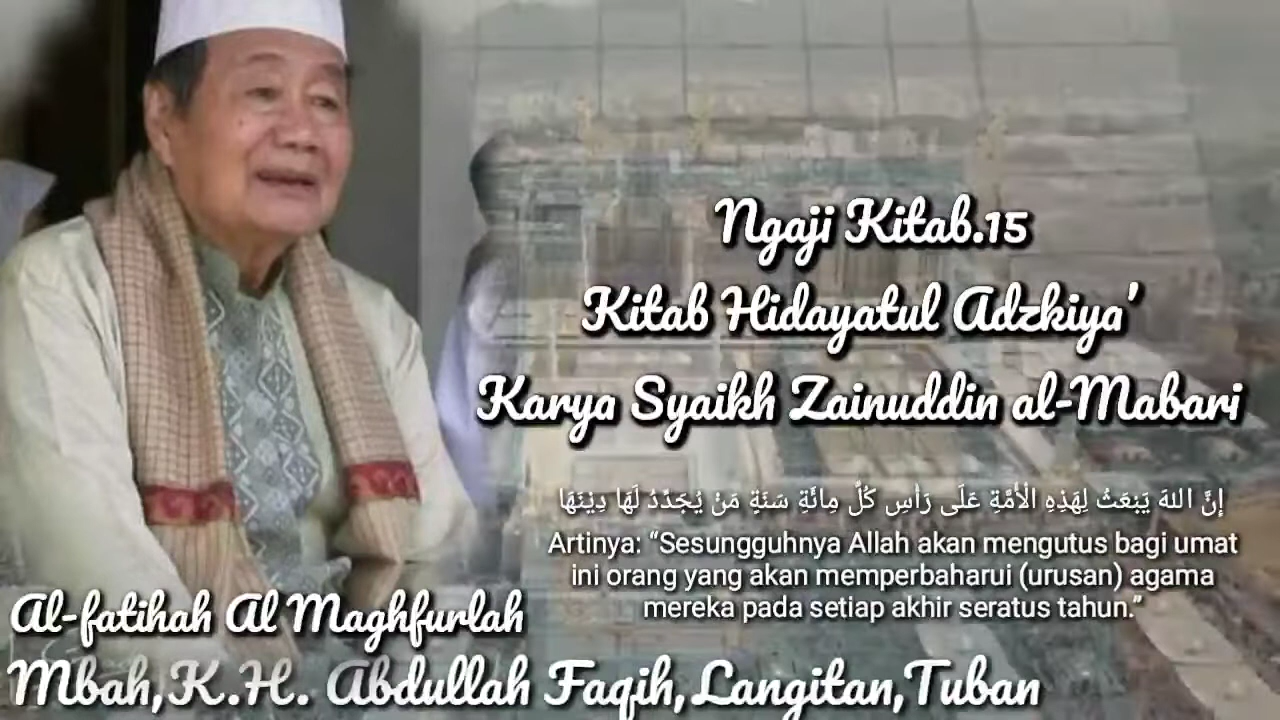 Ngaji Kitab.15
Kitab Hidayatul Adzkiya'
Karya Syaikh Zainuddin al-Mabari
إِنَّ اللهَ يَبْعَثُ لِهَذِهِ الْأُمَّةِ عَلَى رَأْسِ كُلِّ مِائَةِ سَنَةٍ مَنْ يُجَدِّدُ لَهَا دِيْنَهَا
Artinya: “Sesungguhnya Allah akan mengutus bagi umat
ini orang yang akan memperbaharui (urusan) agama
mereka pada setiap akhir seratus tahun.”
Al-fatihah Al Maghfurlah
Mbah,K.H. Abdullah Faqih,Langitan,Tuban